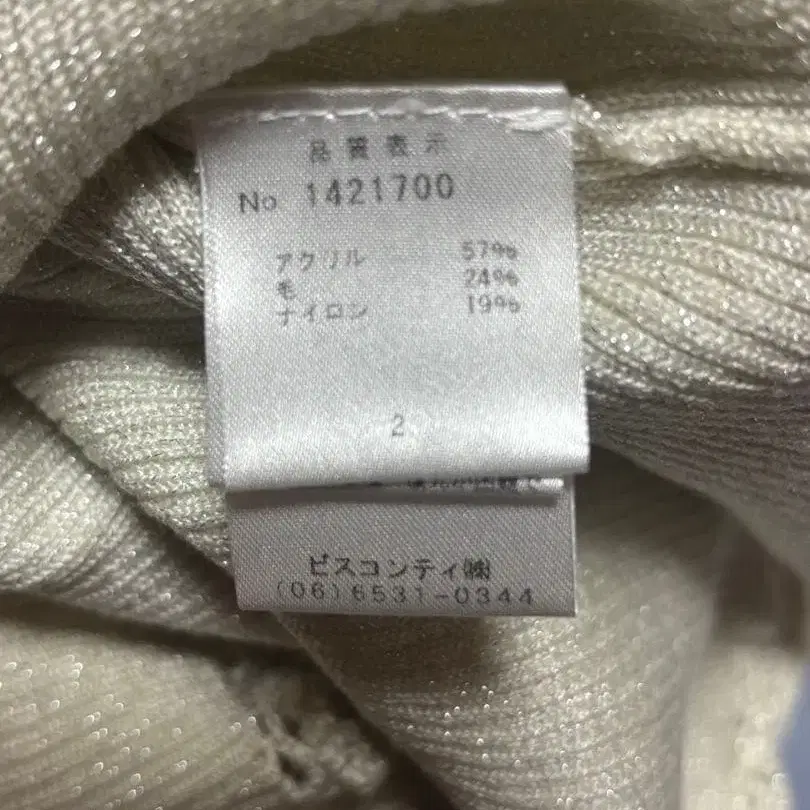 品質表示
No. 1421700
アクリル 57%
毛 24%
ナイロン 19%
2
ビスコンティ㈱
(06)6531-0344